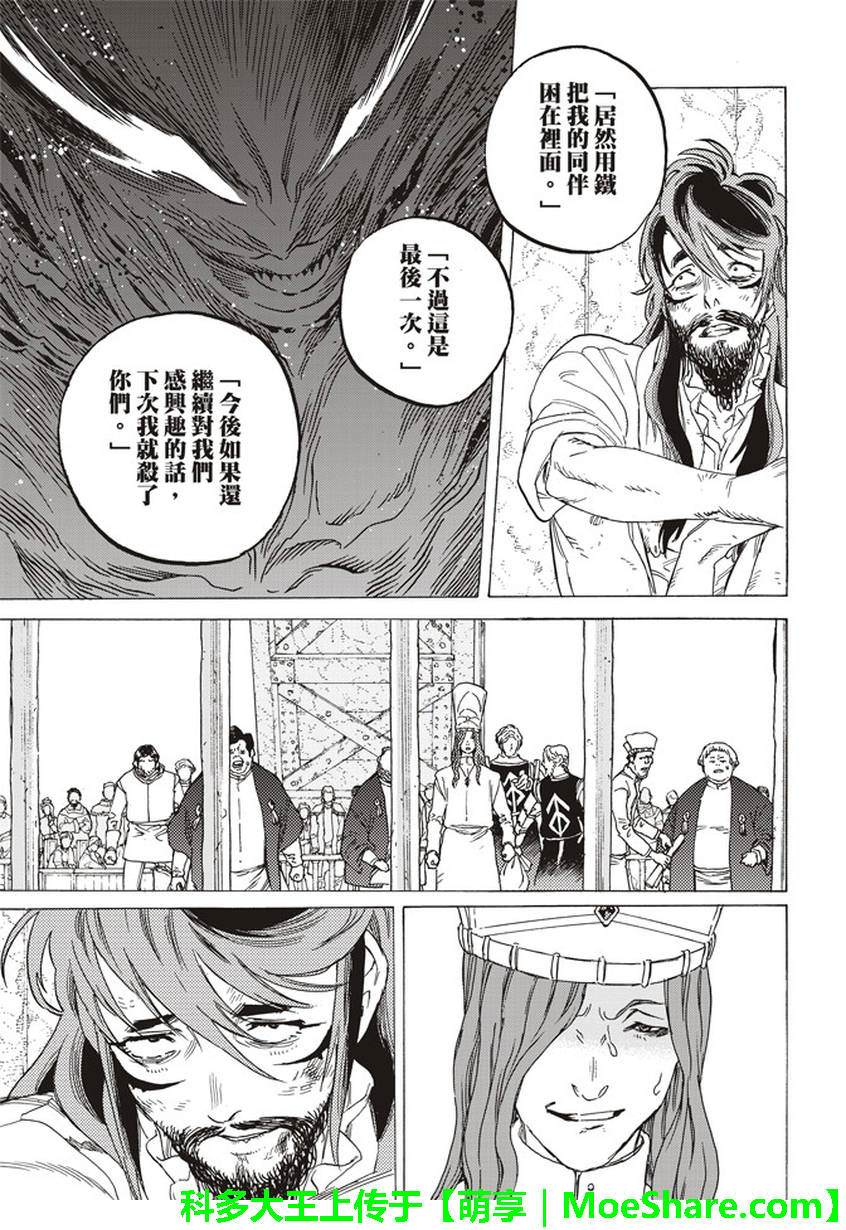 「居然用鐵
把我的同伴
困在裡面。」
「不過這是
最後一次。」
「今後如果還
繼續對我們
感興趣的話，
下次我就殺了
你們。」
科多大王上传于【萌享｜MoeShare.com】